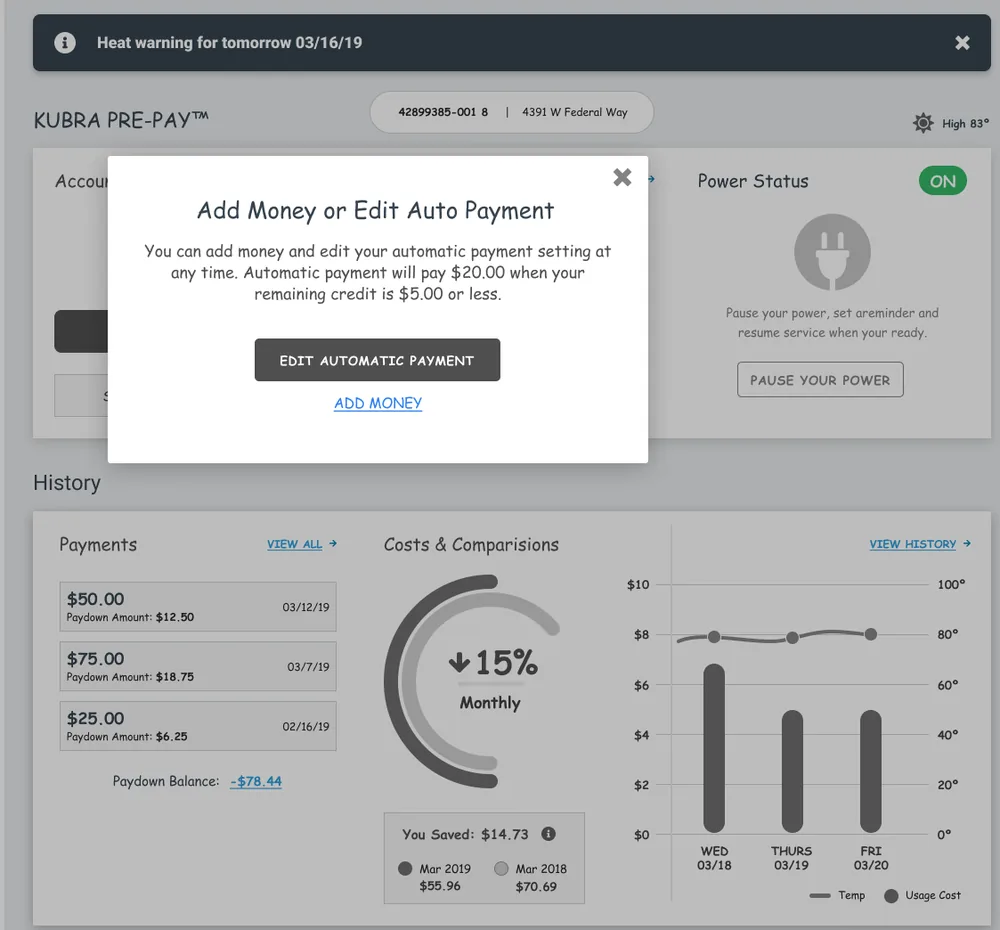 Heat warning for tomorrow 03/16/19
KUBRA PRE-PAY™
42899385-001 8 | 4391 W Federal Way
High 83°
Add Money or Edit Auto Payment
You can add money and edit your automatic payment setting at
any time. Automatic payment will pay $20.00 when your
remaining credit is $5.00 or less.
EDIT AUTOMATIC PAYMENT
ADD MONEY
Power Status
ON
Pause your power, set areminder and
resume service when your ready.
PAUSE YOUR POWER
History
Payments
VIEW ALL →
$50.00
Paydown Amount: $12.50
03/12/19
$75.00
Paydown Amount: $18.75
03/7/19
$25.00
Paydown Amount: $6.25
02/16/19
Paydown Balance: -$78.44
Costs & Comparisions
↓15%
Monthly
You Saved: $14.73
Mar 2019
$55.96
Mar 2018
$70.69
VIEW HISTORY →
$10 100°
$8 80°
$6 60°
$4 40°
$2 20°
$0 0°
WED THURS FRI
03/18 03/19 03/20
Temp Usage Cost